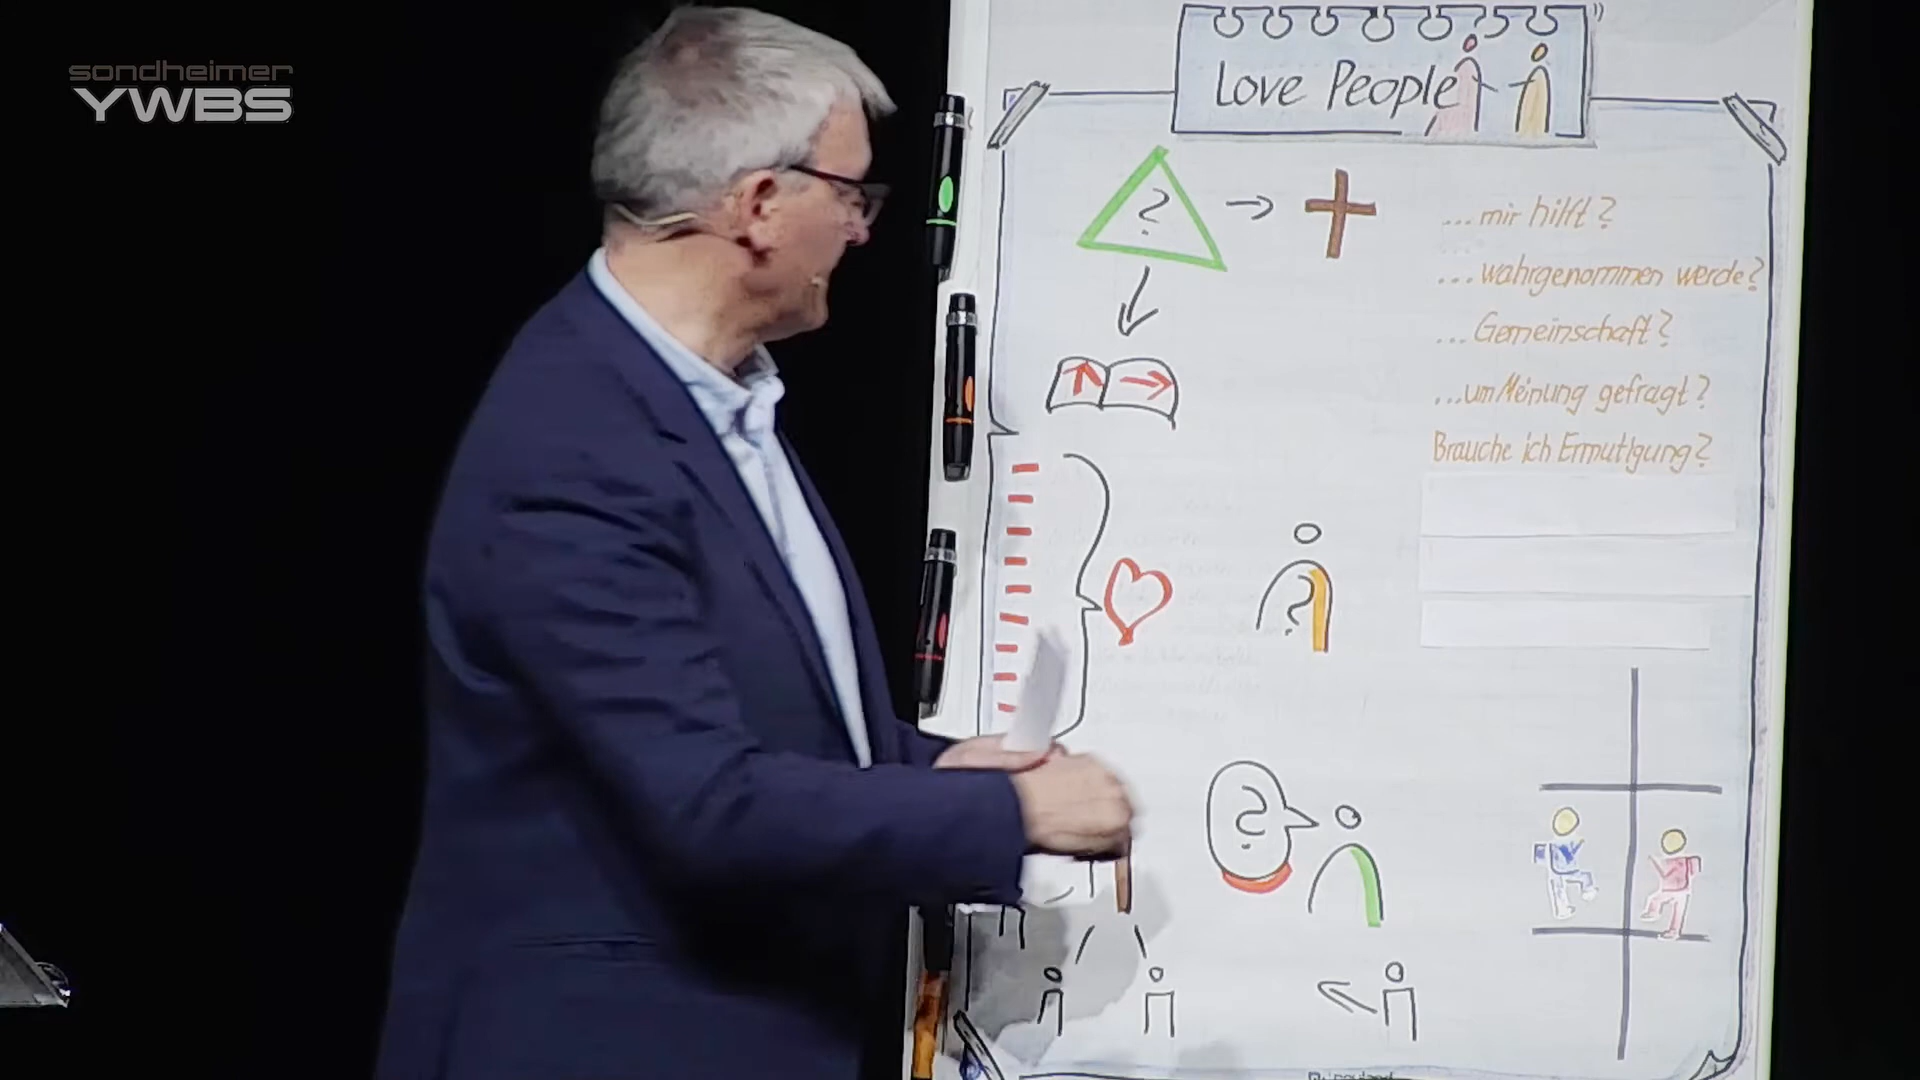 sondheimer
YWBS
Love People
?
...mir hilft?
...wahrgenommen werde?
...Gemeinschaft?
...um Meinung gefragt?
Brauche ich Ermutigung?
?
?